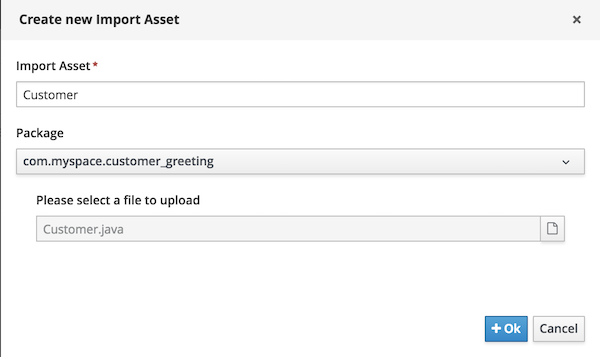 Create new Import Asset
Import Asset*
Customer
Package
com.myspace.customer_greeting
Please select a file to upload
Customer.java
+ Ok Cancel